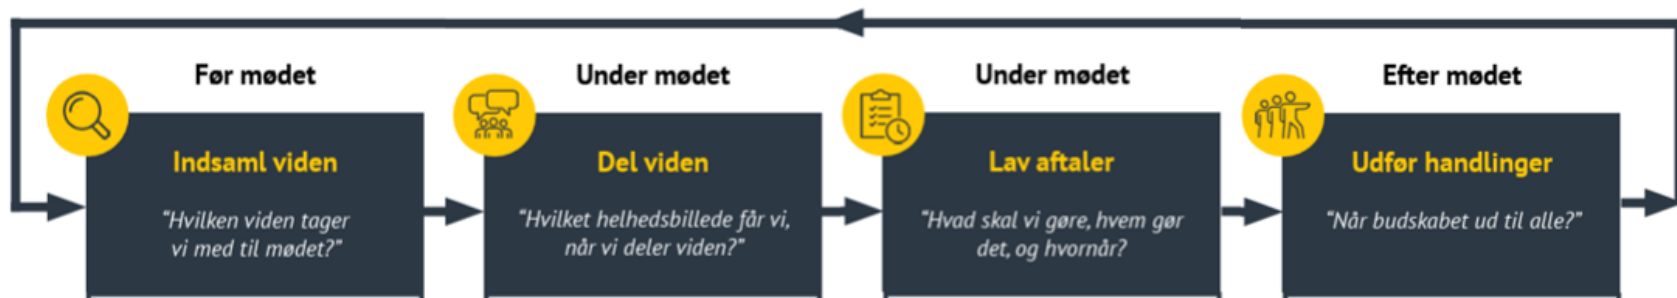 Før mødet
Indsaml viden
“Hvilken viden tager
vi med til mødet?”
Under mødet
Del viden
“Hvilket helhedsbillede får vi,
når vi deler viden?”
Under mødet
Lav aftaler
“Hvad skal vi gøre, hvem gør
det, og hvornår?
Efter mødet
Udfør handlinger
“Når budskabet ud til alle?”